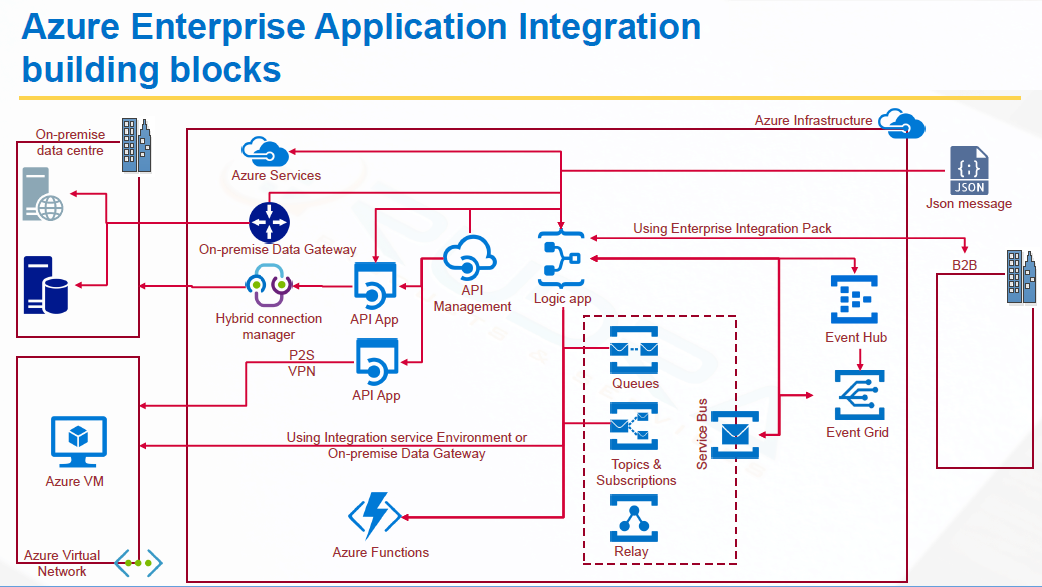 Azure Enterprise Application Integration
building blocks
On-premise
data centre
Azure Infrastructure
Azure Services
{;}
JSON
Json message
On-premise Data Gateway
Using Enterprise Integration Pack
B2B
Hybrid connection
manager
API App
API
Management
Logic app
Event Hub
P2S
VPN
API App
Queues
Service Bus
Event Grid
Using Integration service Environment or
On-premise Data Gateway
Topics &
Subscriptions
Azure VM
Azure Functions
Relay
Azure Virtual
Network